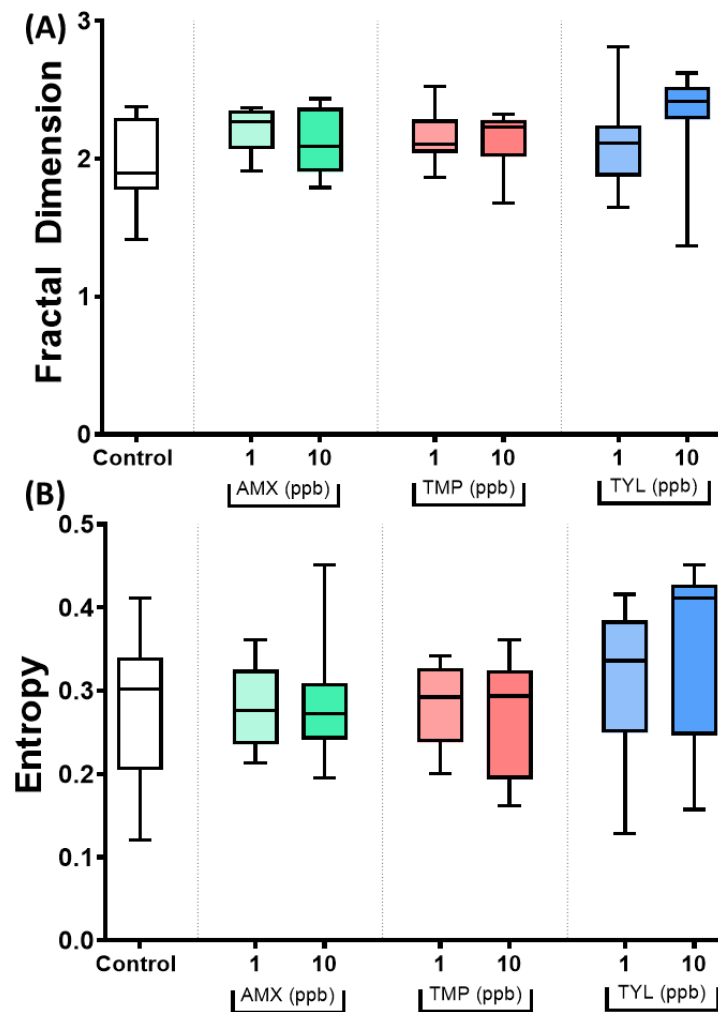 (A)
Fractal Dimension
3
2
1
0
Control 1 10 1 10 1 10
AMX (ppb) TMP (ppb) TYL (ppb)
(B)
Entropy
0.5
0.4
0.3
0.2
0.1
0.0
Control 1 10 1 10 1 10
AMX (ppb) TMP (ppb) TYL (ppb)